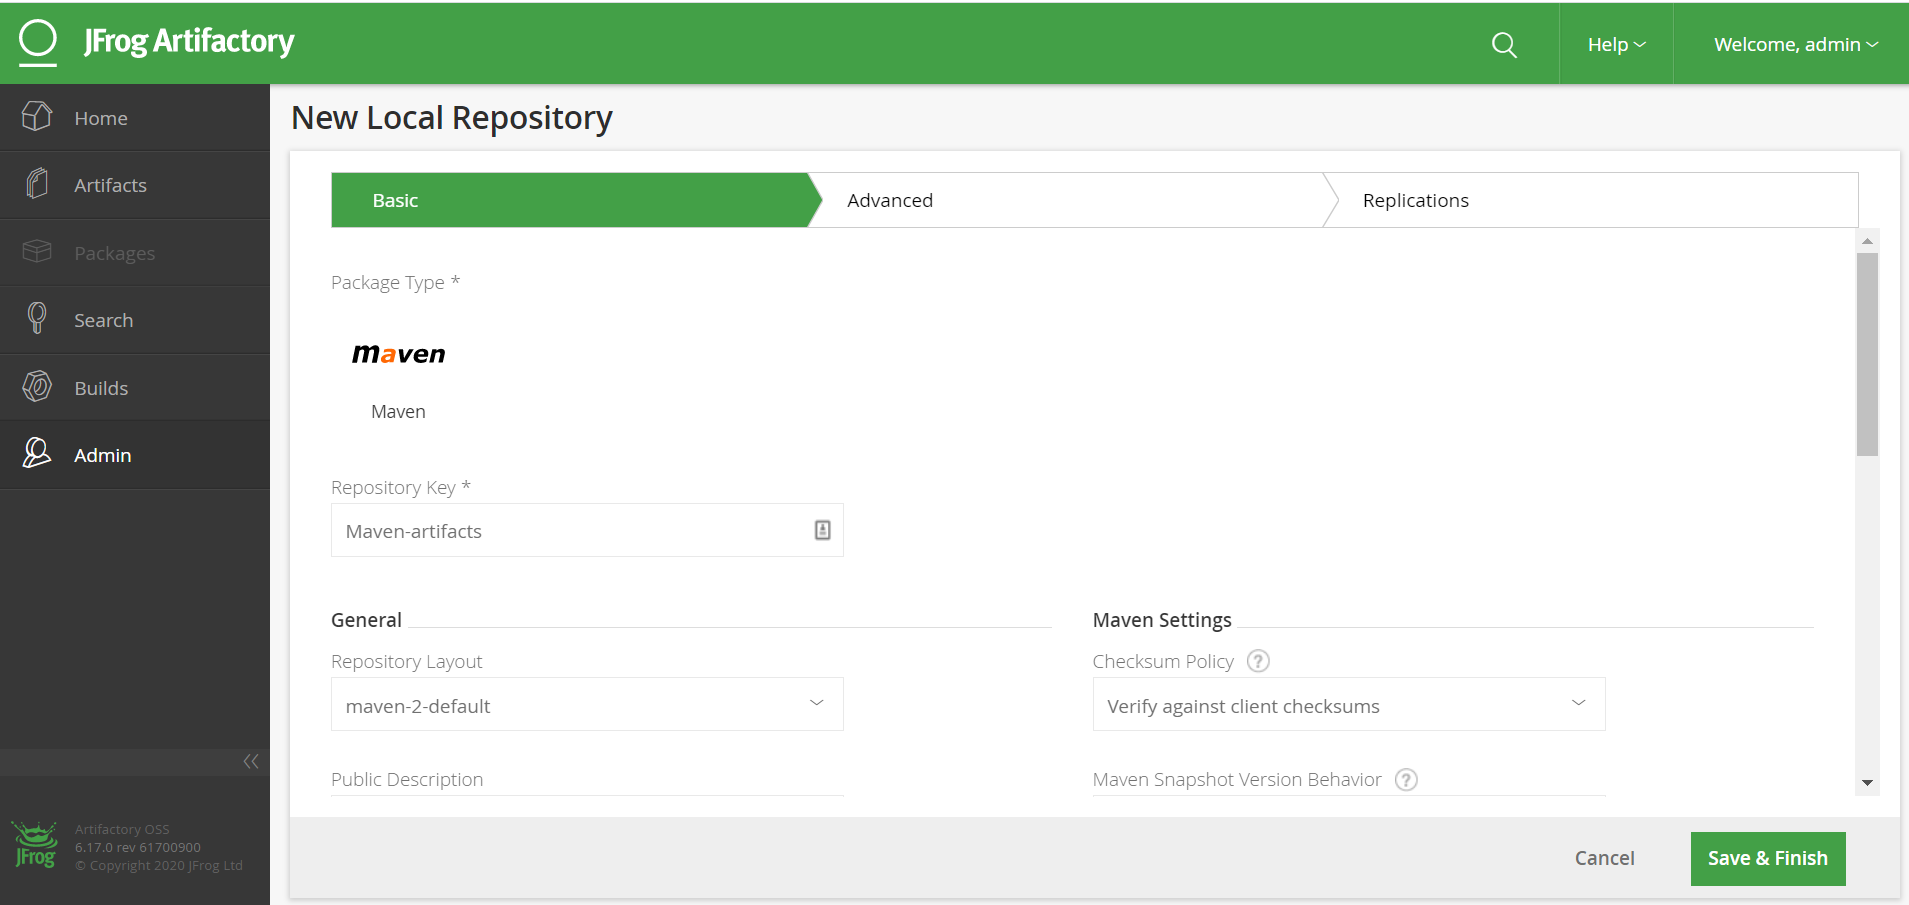 JFrog Artifactory
Help
Welcome, admin
Home
Artifacts
Packages
Search
Builds
Admin
Artifactory OSS
6.17.0 rev 61700900
© Copyright 2020 JFrog Ltd
JFrog
New Local Repository
Basic
Advanced
Replications
Package Type *
maven
Maven
Repository Key *
Maven-artifacts
General
Repository Layout
maven-2-default
Public Description
Maven Settings
Checksum Policy ?
Verify against client checksums
Maven Snapshot Version Behavior ?
Cancel
Save & Finish